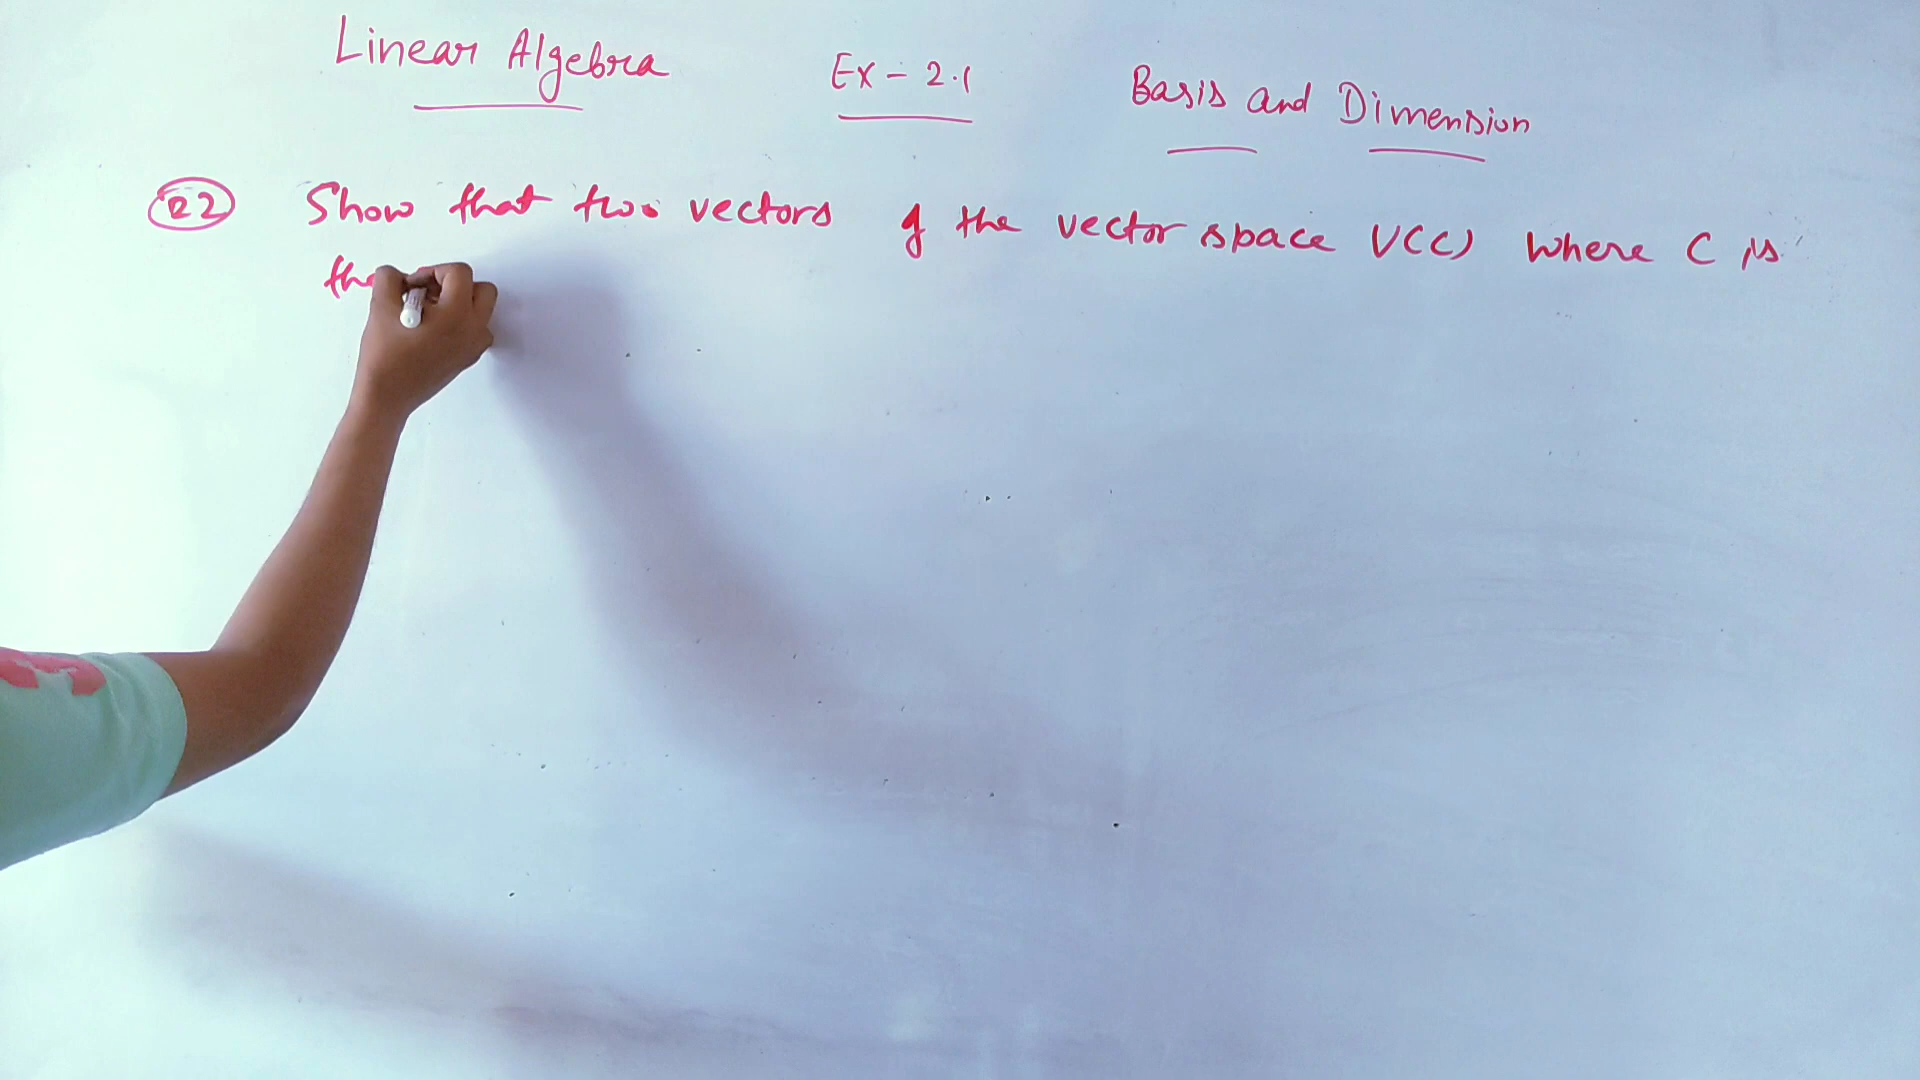 Linear Algebra Ex - 2.1 Basis and Dimension
22 Show that two vectors of the vector space V(C) where C is
the